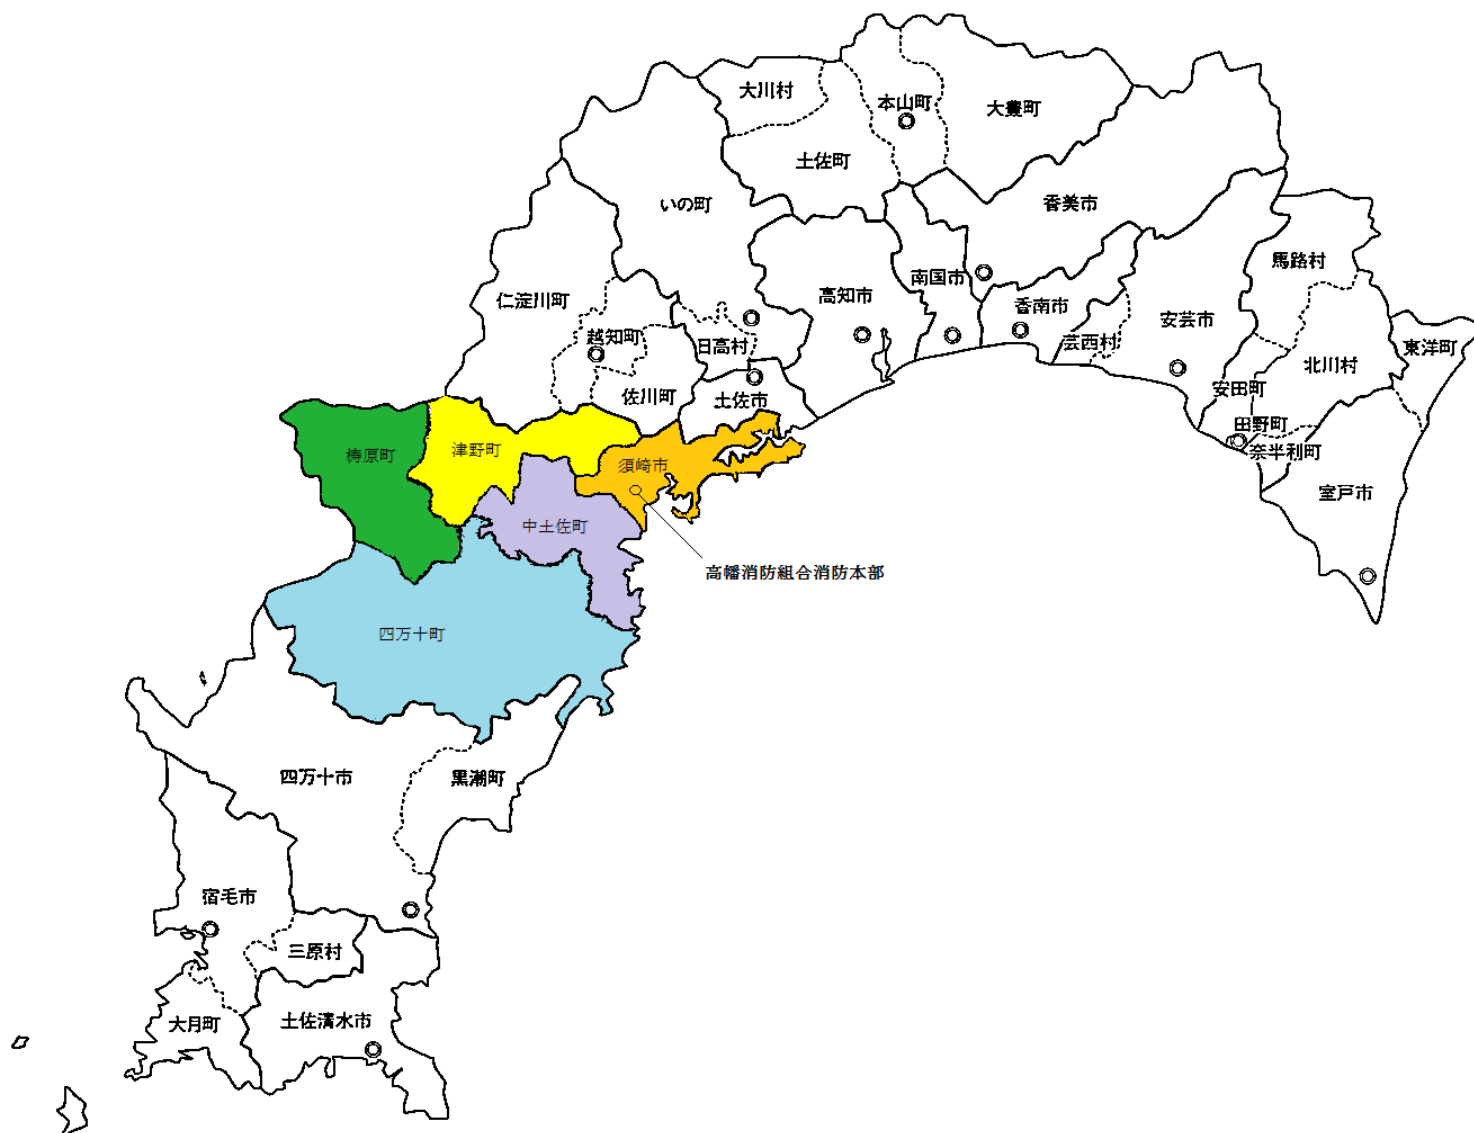 大川村
本山町
大豊町
土佐町
いの町
香美市
馬路村
南国市
仁淀川町
高知市
香南市
安芸市
越知町
日高村
芸西村
東洋町
北川村
佐川町
土佐市
安田町
田野町
津野町
梼原町
奈半利町
須崎市
室戸市
中土佐町
高幡消防組合消防本部
四万十町
四万十市
黒潮町
宿毛市
三原村
大月町
土佐清水市